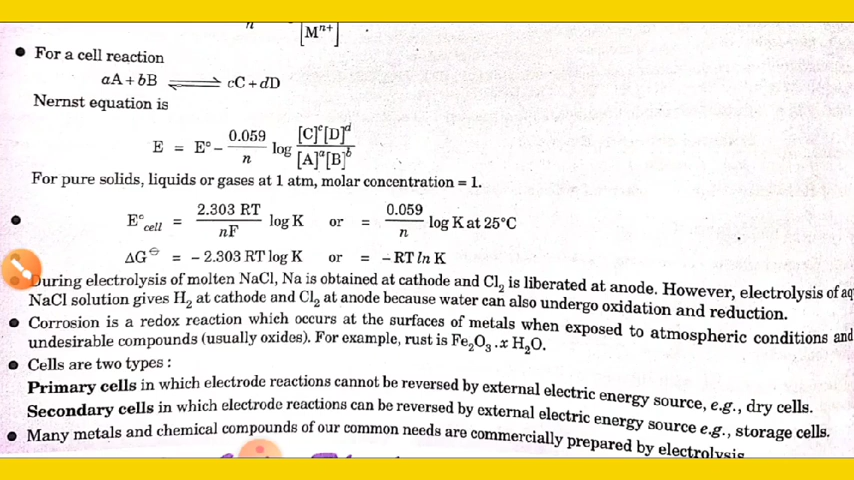 n [Mⁿ⁺]
● For a cell reaction
aA + bB ⇌ cC + dD
Nernst equation is
E = E° – 0.059/n log [C]ᶜ[D]ᵈ/[A]ᵃ[B]ᵇ
For pure solids, liquids or gases at 1 atm, molar concentration = 1.
● E°cell = 2.303 RT/nF log K or = 0.059/n log K at 25°C
ΔG⊖ = – 2.303 RT log K or = – RT ln K
● During electrolysis of molten NaCl, Na is obtained at cathode and Cl₂ is liberated at anode. However, electrolysis of aq
NaCl solution gives H₂ at cathode and Cl₂ at anode because water can also undergo oxidation and reduction.
● Corrosion is a redox reaction which occurs at the surfaces of metals when exposed to atmospheric conditions and
undesirable compounds (usually oxides). For example, rust is Fe₂O₃ . x H₂O.
● Cells are two types :
Primary cells in which electrode reactions cannot be reversed by external electric energy source, e.g., dry cells.
Secondary cells in which electrode reactions can be reversed by external electric energy source e.g., storage cells.
● Many metals and chemical compounds of our common needs are commercially prepared by electrolysis